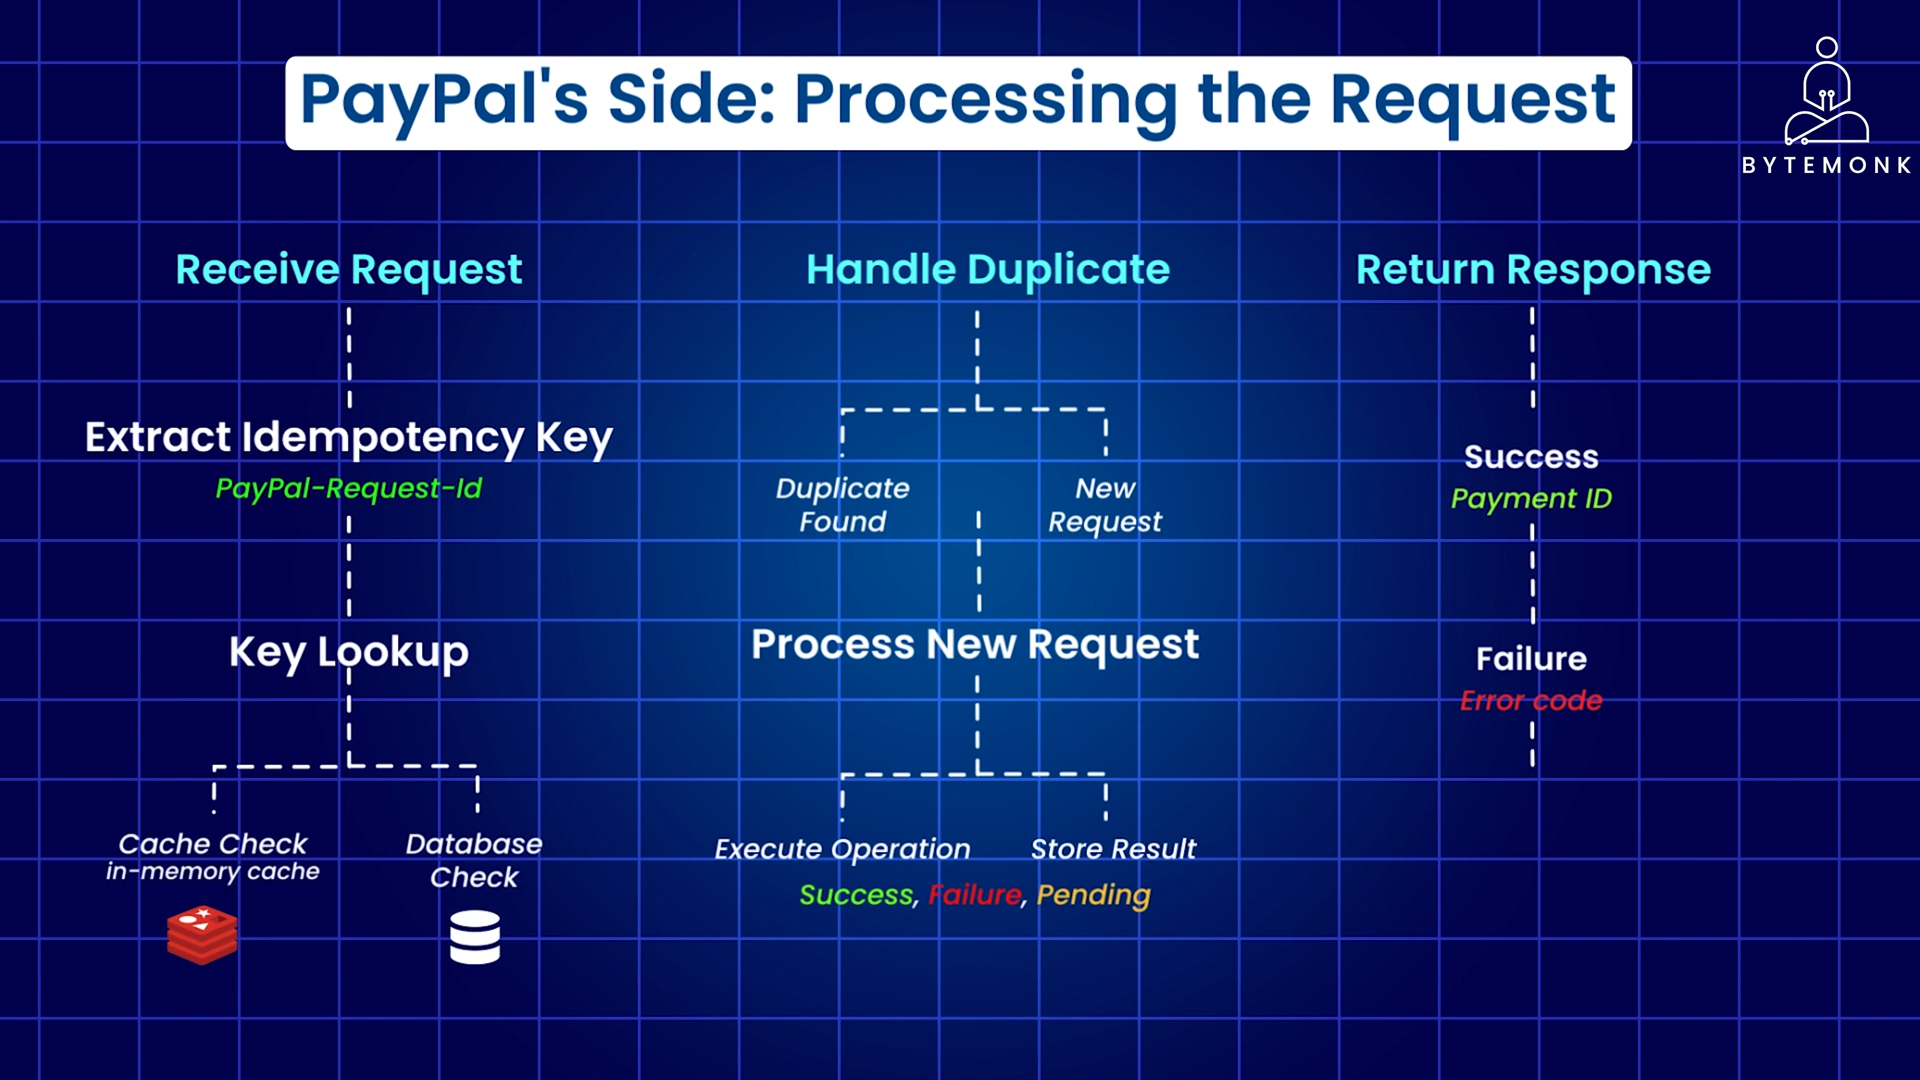 PayPal's Side: Processing the Request
BYTEMONK
Receive Request
Extract Idempotency Key
PayPal-Request-Id
Key Lookup
Cache Check
in-memory cache
Database
Check
Handle Duplicate
Duplicate
Found
New
Request
Process New Request
Execute Operation
Store Result
Success, Failure, Pending
Return Response
Success
Payment ID
Failure
Error code